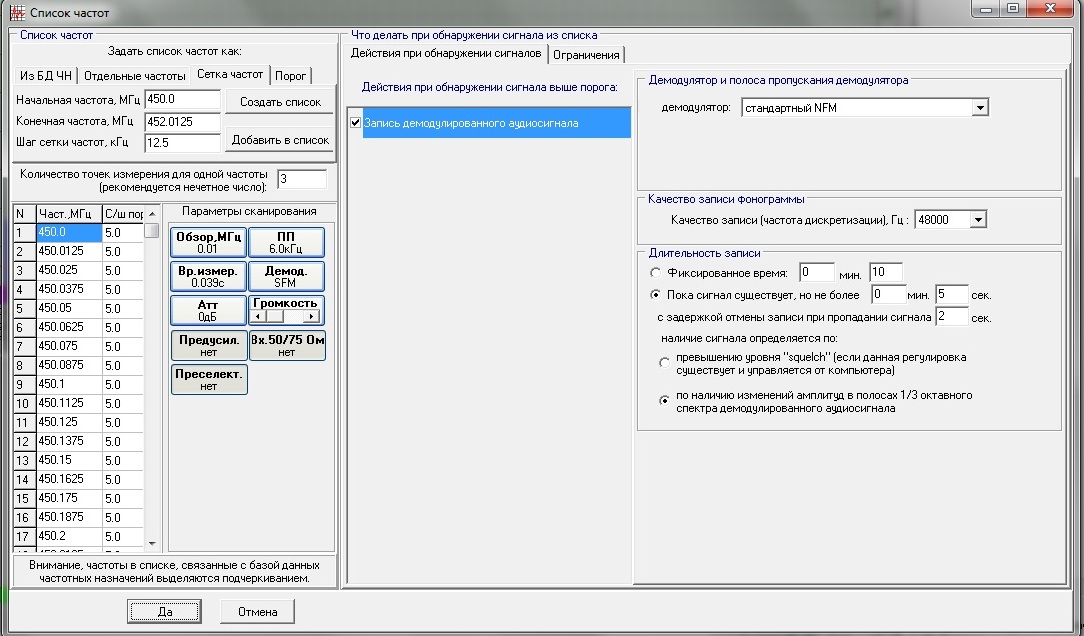 Список частот
Список частот
Задать список частот как:
Из БД ЧН
Отдельные частоты
Сетка частот
Порог
Начальная частота, МГц 450.0
Создать список
Конечная частота, МГц 452.0125
Шаг сетки частот, кГц 12.5
Добавить в список
Количество точек измерения для одной частоты
(рекомендуется нечетное число): 3
N Част.,МГц С/ш пор
1 450.0 5.0
2 450.0125 5.0
3 450.025 5.0
4 450.0375 5.0
5 450.05 5.0
6 450.0625 5.0
7 450.075 5.0
8 450.0875 5.0
9 450.1 5.0
10 450.1125 5.0
11 450.125 5.0
12 450.1375 5.0
13 450.15 5.0
14 450.1625 5.0
15 450.175 5.0
16 450.1875 5.0
17 450.2 5.0
Параметры сканирования
Обзор,МГц
0.01
ПП
6.0кГц
Вр.измер.
0.039с
Демод.
SFM
Атт
0дБ
Громкость
Предусил.
нет
Вх.50/75 Ом
нет
Преселект.
нет
Внимание, частоты в списке, связанные с базой данных
частотных назначений выделяются подчеркиванием.
Да
Отмена
Что делать при обнаружении сигнала из списка
Действия при обнаружении сигналов
Ограничения
Действия при обнаружении сигнала выше порога:
Запись демодулированного аудиосигнала
Демодулятор и полоса пропускания демодулятора
демодулятор: стандартный NFM
Качество записи фонограммы
Качество записи (частота дискретизации), Гц : 48000
Длительность записи
Фиксированное время: 0 мин. 10
Пока сигнал существует, но не более 0 мин. 5 сек.
с задержкой отмены записи при пропадании сигнала 2 сек.
наличие сигнала определяется по:
превышению уровня "squelch" (если данная регулировка
существует и управляется от компьютера)
по наличию изменений амплитуд в полосах 1/3 октавного
спектра демодулированного аудиосигнала